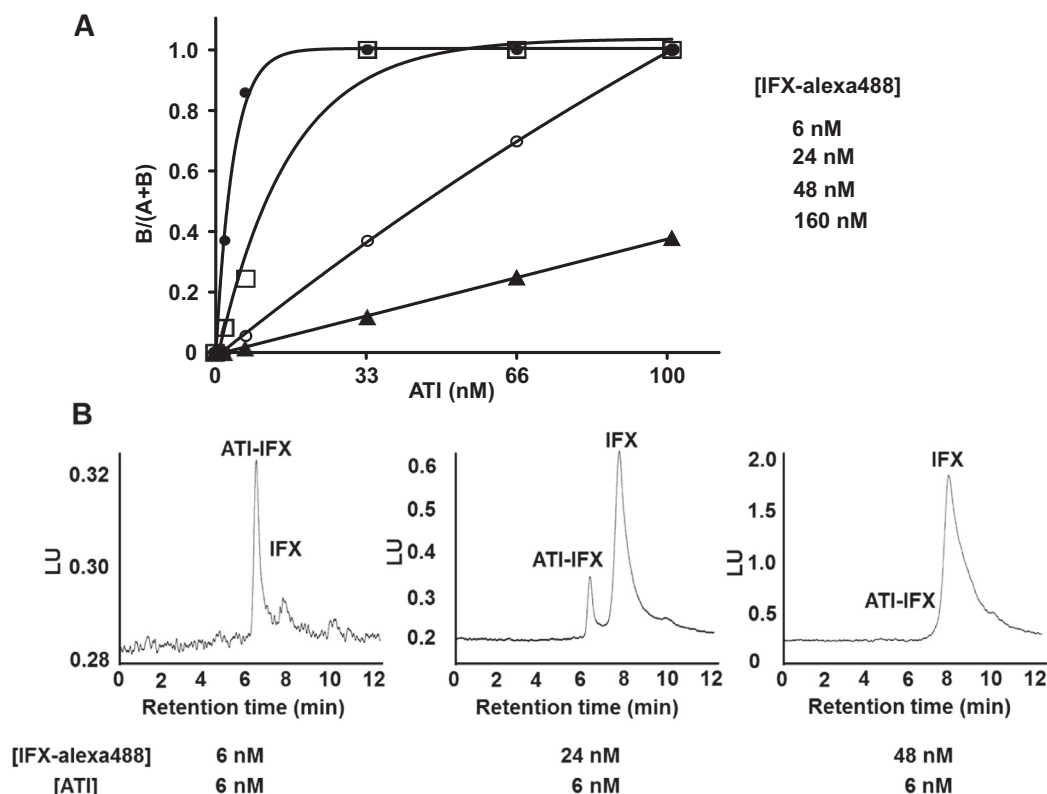 A
B/(A+B)
1.0
0.8
0.6
0.4
0.2
0
0 33 66 100
ATI (nM)
[IFX-alexa488]
6 nM
24 nM
48 nM
160 nM
B
LU
0.32
0.30
0.28
ATI-IFX
IFX
0 2 4 6 8 10 12
Retention time (min)
LU
0.6
0.5
0.4
0.3
0.2
IFX
ATI-IFX
0 2 4 6 8 10 12
Retention time (min)
LU
2.0
1.5
1.0
0.5
0
IFX
ATI-IFX
0 2 4 6 8 10 12
Retention time (min)
[IFX-alexa488] 6 nM 24 nM 48 nM
[ATI] 6 nM 6 nM 6 nM